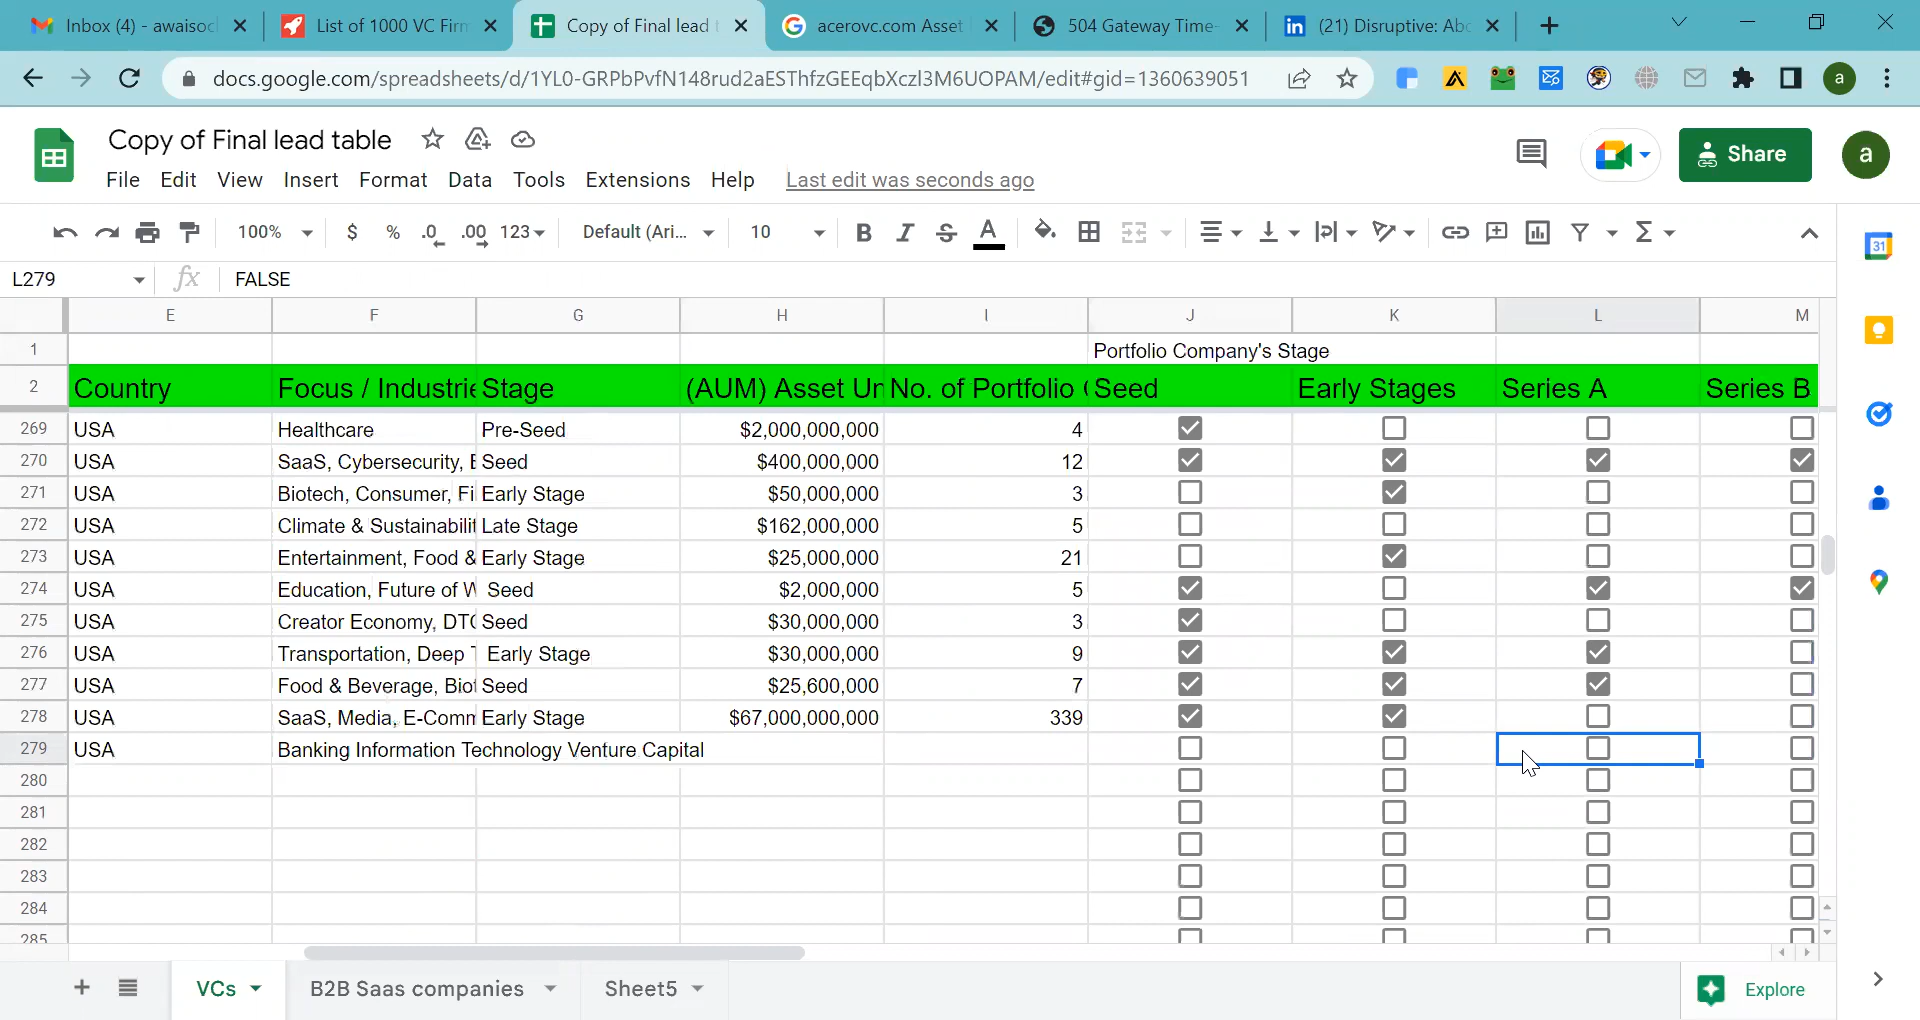 Inbox (4) - awaisoc
List of 1000 VC Firm
Copy of Final lead t
acerovc.com Asset
504 Gateway Time-
(21) Disruptive: Abo
docs.google.com/spreadsheets/d/1YL0-GRPbPvfN148rud2aESThfzGEEqbXczl3M6UOPAM/edit#gid=1360639051
a
Copy of Final lead table
Share
a
File Edit View Insert Format Data Tools Extensions Help Last edit was seconds ago
100% $ % .0 .00 123 Default (Ari... 10 B I S A
31
L279 fx FALSE
E F G H I J K L M
1 Portfolio Company's Stage
2 Country Focus / Industrie Stage (AUM) Asset Un No. of Portfolio ( Seed Early Stages Series A Series B
269 USA Healthcare Pre-Seed $2,000,000,000 4
270 USA SaaS, Cybersecurity, E Seed $400,000,000 12
271 USA Biotech, Consumer, Fi Early Stage $50,000,000 3
272 USA Climate & Sustainabilit Late Stage $162,000,000 5
273 USA Entertainment, Food & Early Stage $25,000,000 21
274 USA Education, Future of W Seed $2,000,000 5
275 USA Creator Economy, DTC Seed $30,000,000 3
276 USA Transportation, Deep T Early Stage $30,000,000 9
277 USA Food & Beverage, Biot Seed $25,600,000 7
278 USA SaaS, Media, E-Comm Early Stage $67,000,000,000 339
279 USA Banking Information Technology Venture Capital
280
281
282
283
284
285
VCs B2B Saas companies Sheet5 Explore